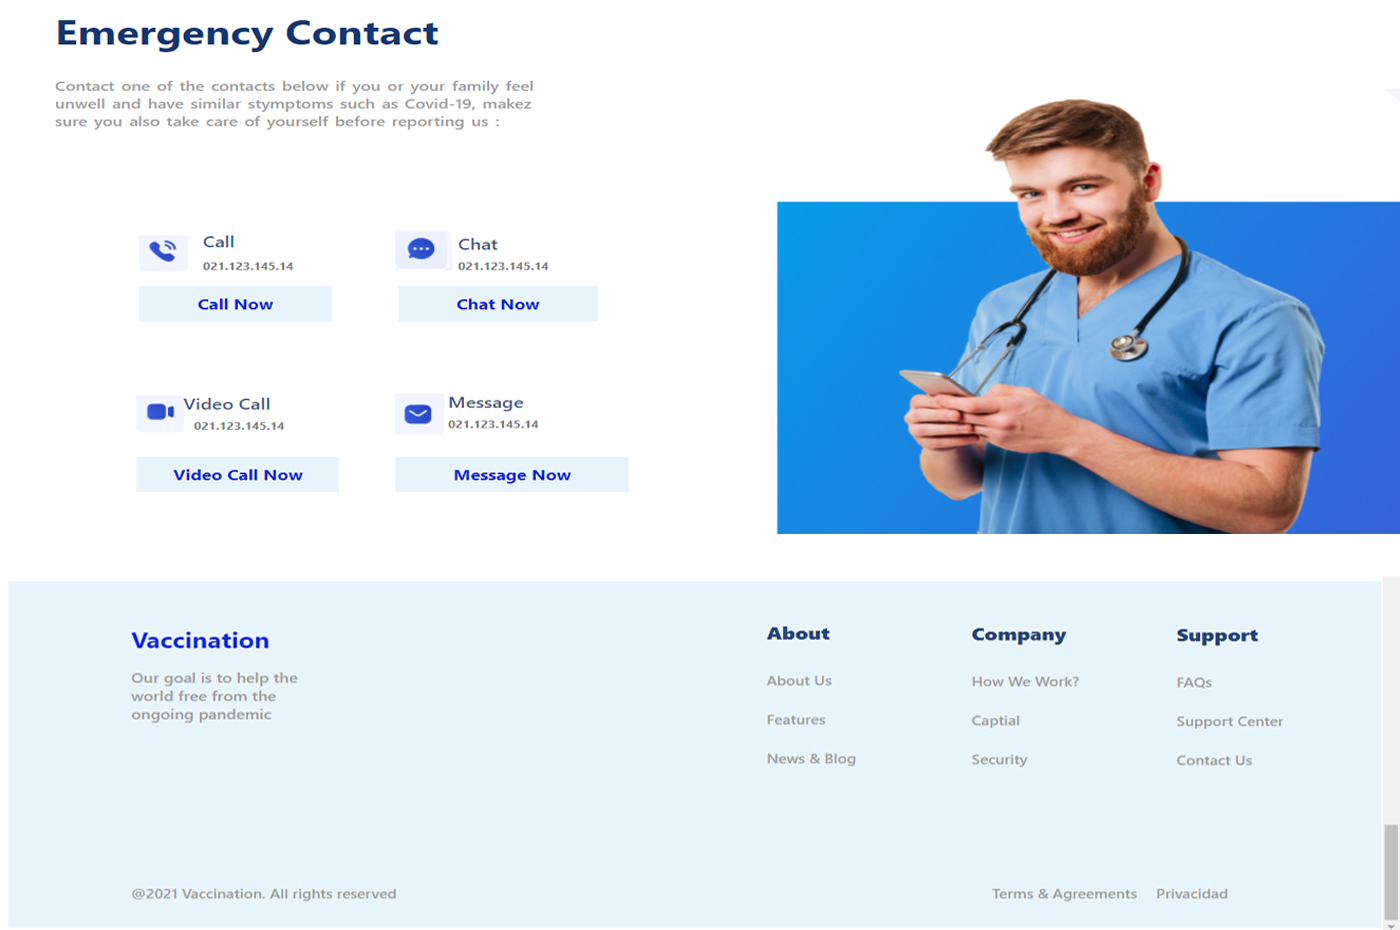 Emergency Contact
Contact one of the contacts below if you or your family feel
unwell and have similar stymptoms such as Covid-19, makez
sure you also take care of yourself before reporting us :
Call
021.123.145.14
Call Now
Chat
021.123.145.14
Chat Now
Video Call
021.123.145.14
Video Call Now
Message
021.123.145.14
Message Now
Vaccination
Our goal is to help the
world free from the
ongoing pandemic
About
About Us
Features
News & Blog
Company
How We Work?
Captial
Security
Support
FAQs
Support Center
Contact Us
@2021 Vaccination. All rights reserved
Terms & Agreements
Privacidad